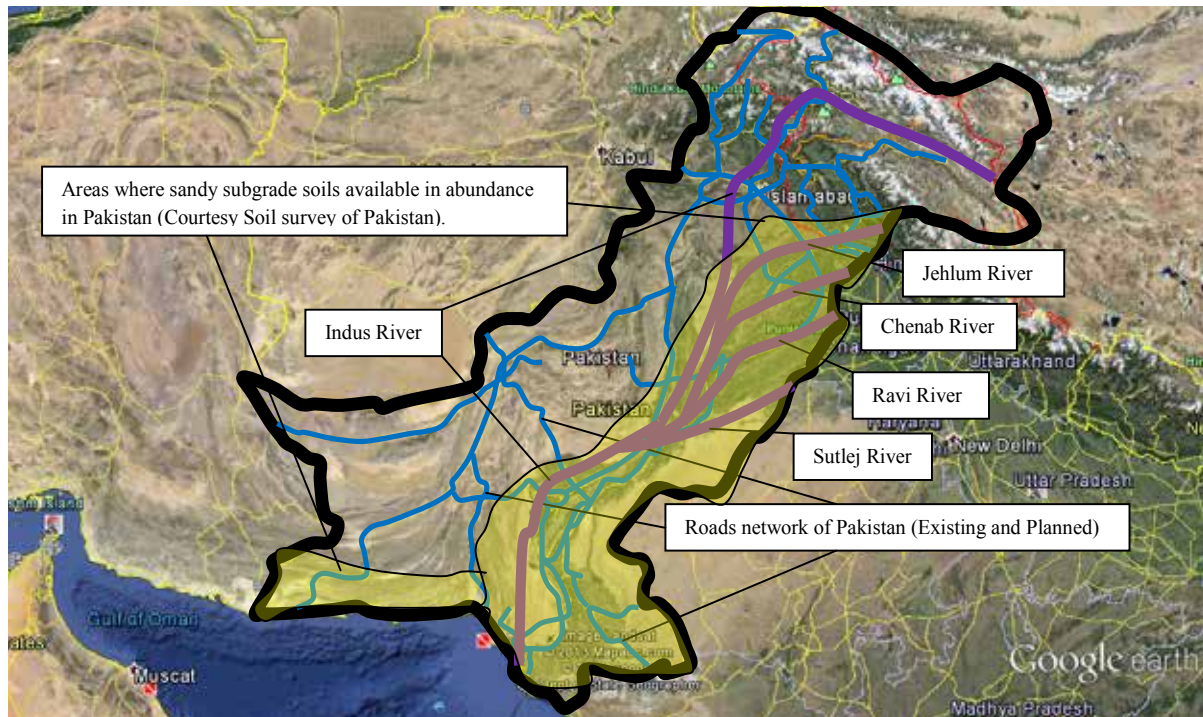 Kabul
Areas where sandy subgrade soils available in abundance
in Pakistan (Courtesy Soil survey of Pakistan).
Islamabad
Jehlum River
Indus River
Chenab River
Pakistan
Uttarakhand
Ravi River
Pakistan
Haryana
New Delhi
Sutlej River
Uttar Pradesh
Roads network of Pakistan (Existing and Planned)
Gulf of Oman
Muscat
Google earth
Madhya Pradesh